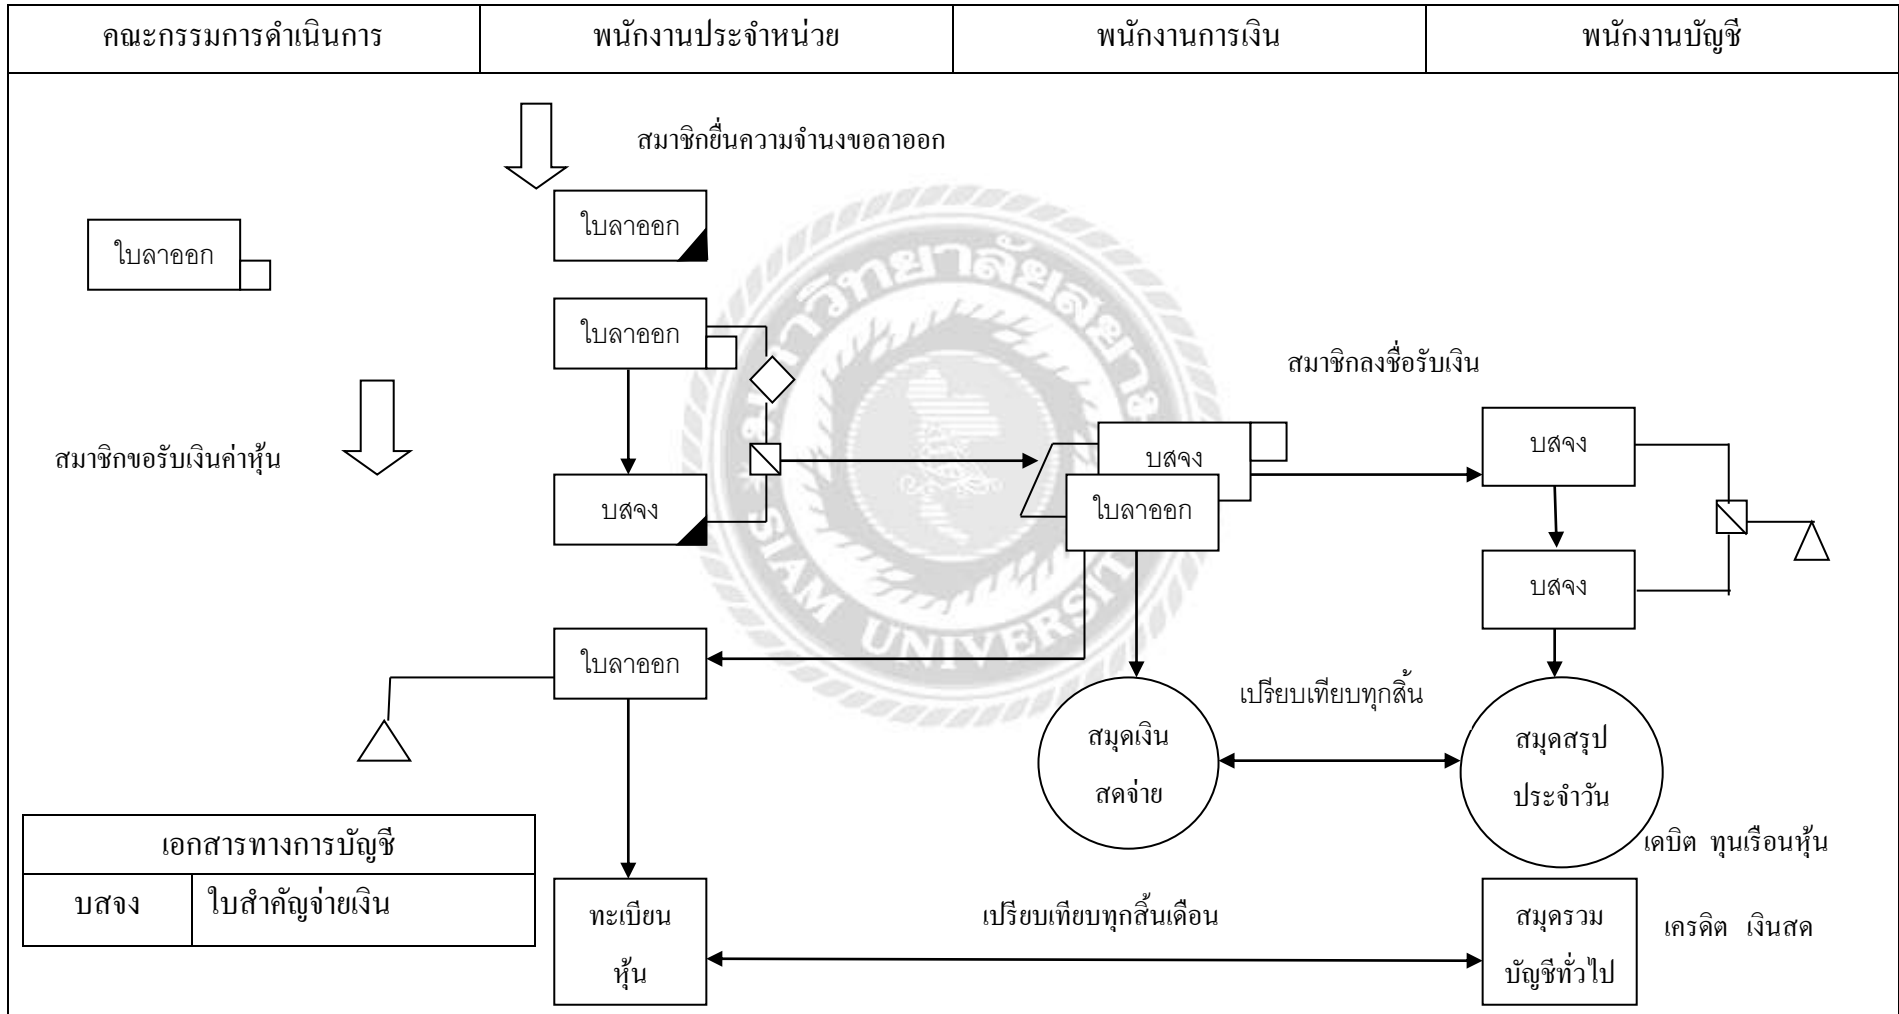 คณะกรรมการดำเนินการ
พนักงานประจำหน่วย
พนักงานการเงิน
พนักงานบัญชี
สมาชิกยื่นความจำนงขอลาออก
ใบลาออก
ใบลาออก
ใบลาออก
สมาชิกลงชื่อรับเงิน
สมาชิกขอรับเงินค่าหุ้น
บสจง
บสจง
ใบลาออก
บสจง
บสจง
ใบลาออก
เปรียบเทียบทุกสิ้น
สมุดเงิน
สดจ่าย
สมุดสรุป
ประจำวัน
เดบิต ทุนเรือนหุ้น
เอกสารทางการบัญชี
บสจง ใบสำคัญจ่ายเงิน
ทะเบียน
หุ้น
เปรียบเทียบทุกสิ้นเดือน
สมุดรวม
บัญชีทั่วไป
เครดิต เงินสด
มหาวิทยาลัยสยาม
SIAM UNIVERSITY